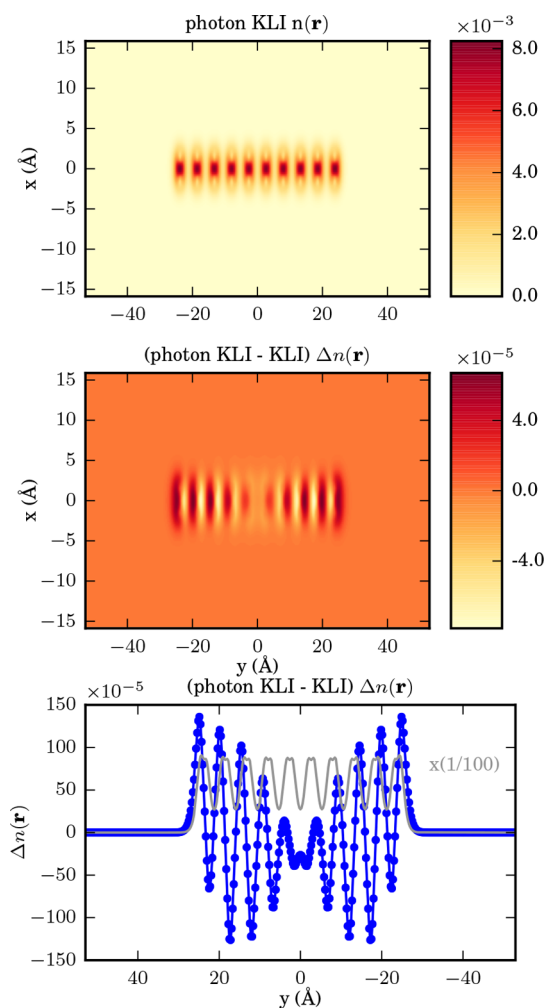 photon KLI n(r)
×10⁻³
15
10
5
0
−5
−10
−15
x (Å)
−40 −20 0 20 40
8.0
6.0
4.0
2.0
0.0
(photon KLI - KLI) Δn(r)
×10⁻⁵
15
10
5
0
−5
−10
−15
x (Å)
−40 −20 0 20 40
y (Å)
4.0
0.0
-4.0
×10⁻⁵ (photon KLI - KLI) Δn(r)
150
100
50
0
−50
−100
−150
Δn(r)
x(1/100)
40 20 0 −20 −40
y (Å)